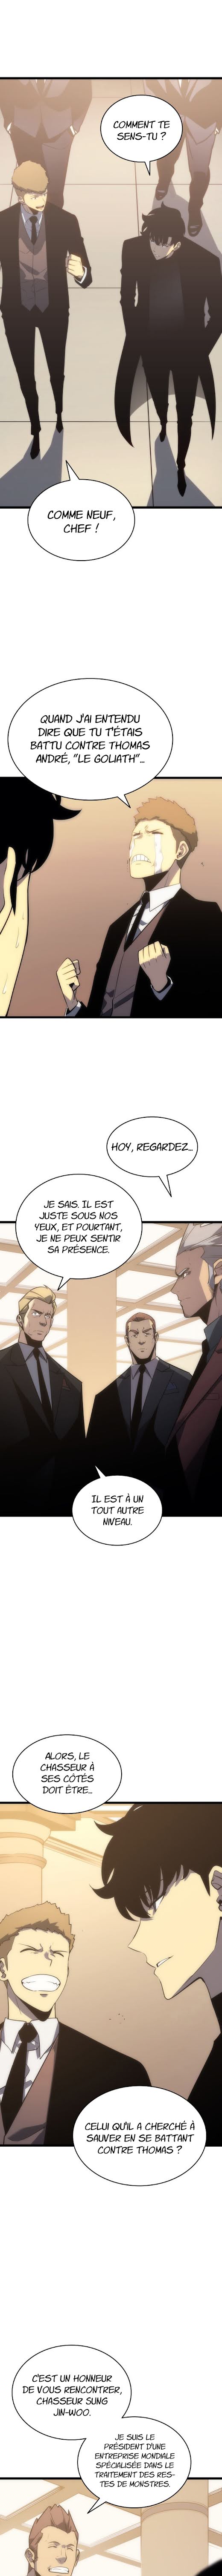 COMMENT TE
SENS-TU ?
COMME NEUF,
CHEF !
QUAND J'AI ENTENDU
DIRE QUE TU T'ÉTAIS
BATTU CONTRE THOMAS
ANDRÉ, "LE GOLIATH"...
HOY, REGARDEZ...
JE SAIS. IL EST
JUSTE SOUS NOS
YEUX, ET POURTANT,
JE NE PEUX SENTIR
SA PRÉSENCE.
IL EST À UN
TOUT AUTRE
NIVEAU.
ALORS, LE
CHASSEUR À
SES CÔTÉS
DOIT ÊTRE...
CELUI QU'IL A CHERCHÉ À
SAUVER EN SE BATTANT
CONTRE THOMAS ?
C'EST UN HONNEUR
DE VOUS RENCONTRER,
CHASSEUR SUNG
JIN-WOO.
JE SUIS LE
PRÉSIDENT D'UNE
ENTREPRISE MONDIALE
SPÉCIALISÉE DANS LE
TRAITEMENT DES RES-
TES DE MONSTRES.